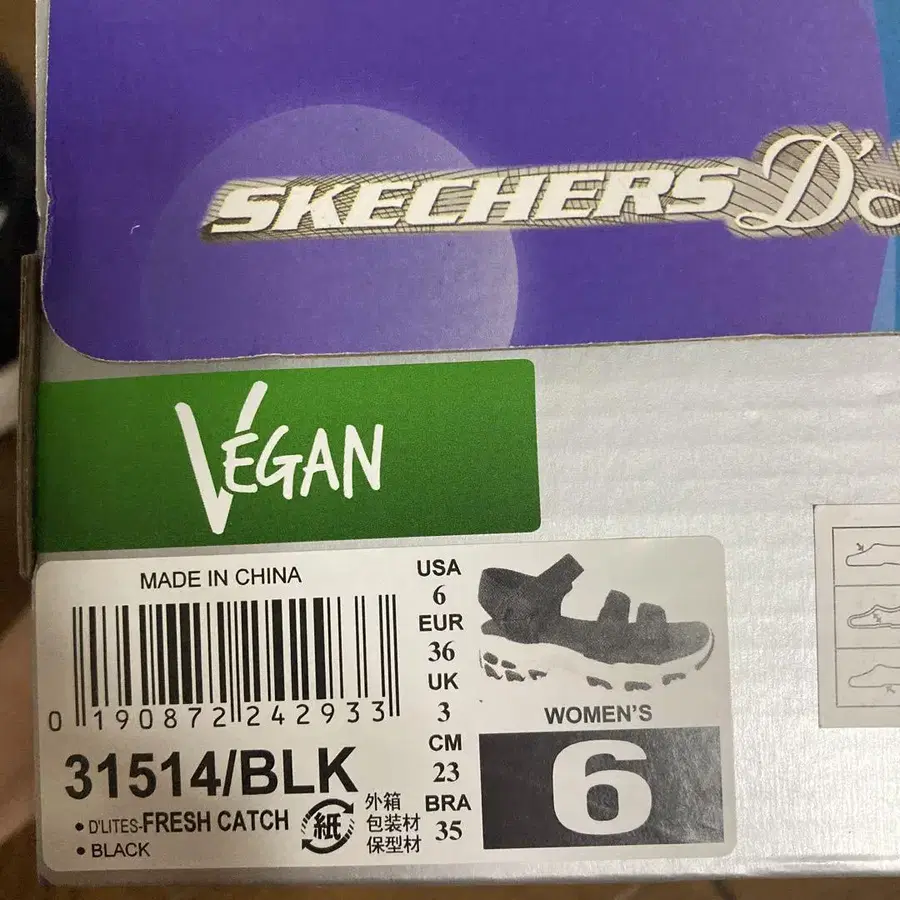 SKECHERS D'
VEGAN
MADE IN CHINA
0 190872 242933
31514/BLK
• D'LITES-FRESH CATCH
• BLACK
紙
外箱
包装材
保型材
USA
6
EUR
36
UK
3
CM
23
BRA
35
WOMEN'S
6